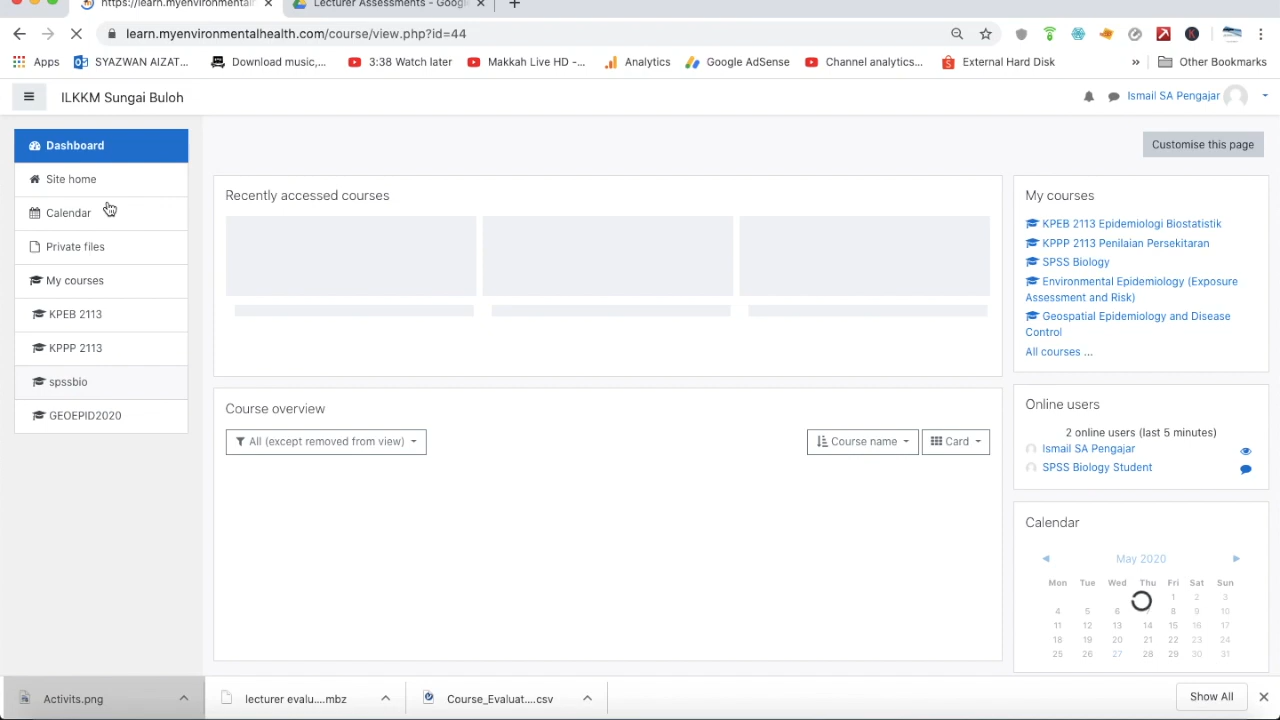 https://learn.myenvironmental
Lecturer Assessments - Googl
learn.myenvironmentalhealth.com/course/view.php?id=44
Apps
SYAZWAN AIZAT...
Download music,...
3:38 Watch later
Makkah Live HD -...
Analytics
Google AdSense
Channel analytics...
External Hard Disk
»
Other Bookmarks
ILKKM Sungai Buloh
Ismail SA Pengajar
Dashboard
Site home
Calendar
Private files
My courses
KPEB 2113
KPPP 2113
spssbio
GEOEPID2020
Customise this page
Recently accessed courses
Course overview
All (except removed from view)
Course name
Card
My courses
KPEB 2113 Epidemiologi Biostatistik
KPPP 2113 Penilaian Persekitaran
SPSS Biology
Environmental Epidemiology (Exposure
Assessment and Risk)
Geospatial Epidemiology and Disease
Control
All courses ...
Online users
2 online users (last 5 minutes)
Ismail SA Pengajar
SPSS Biology Student
Calendar
◄ May 2020 ►
Mon Tue Wed Thu Fri Sat Sun
1 2 3
4 5 6 8 9 10
11 12 13 14 15 16 17
18 19 20 21 22 23 24
25 26 27 28 29 30 31
Activits.png
lecturer evalu....mbz
Course_Evaluat....csv
Show All